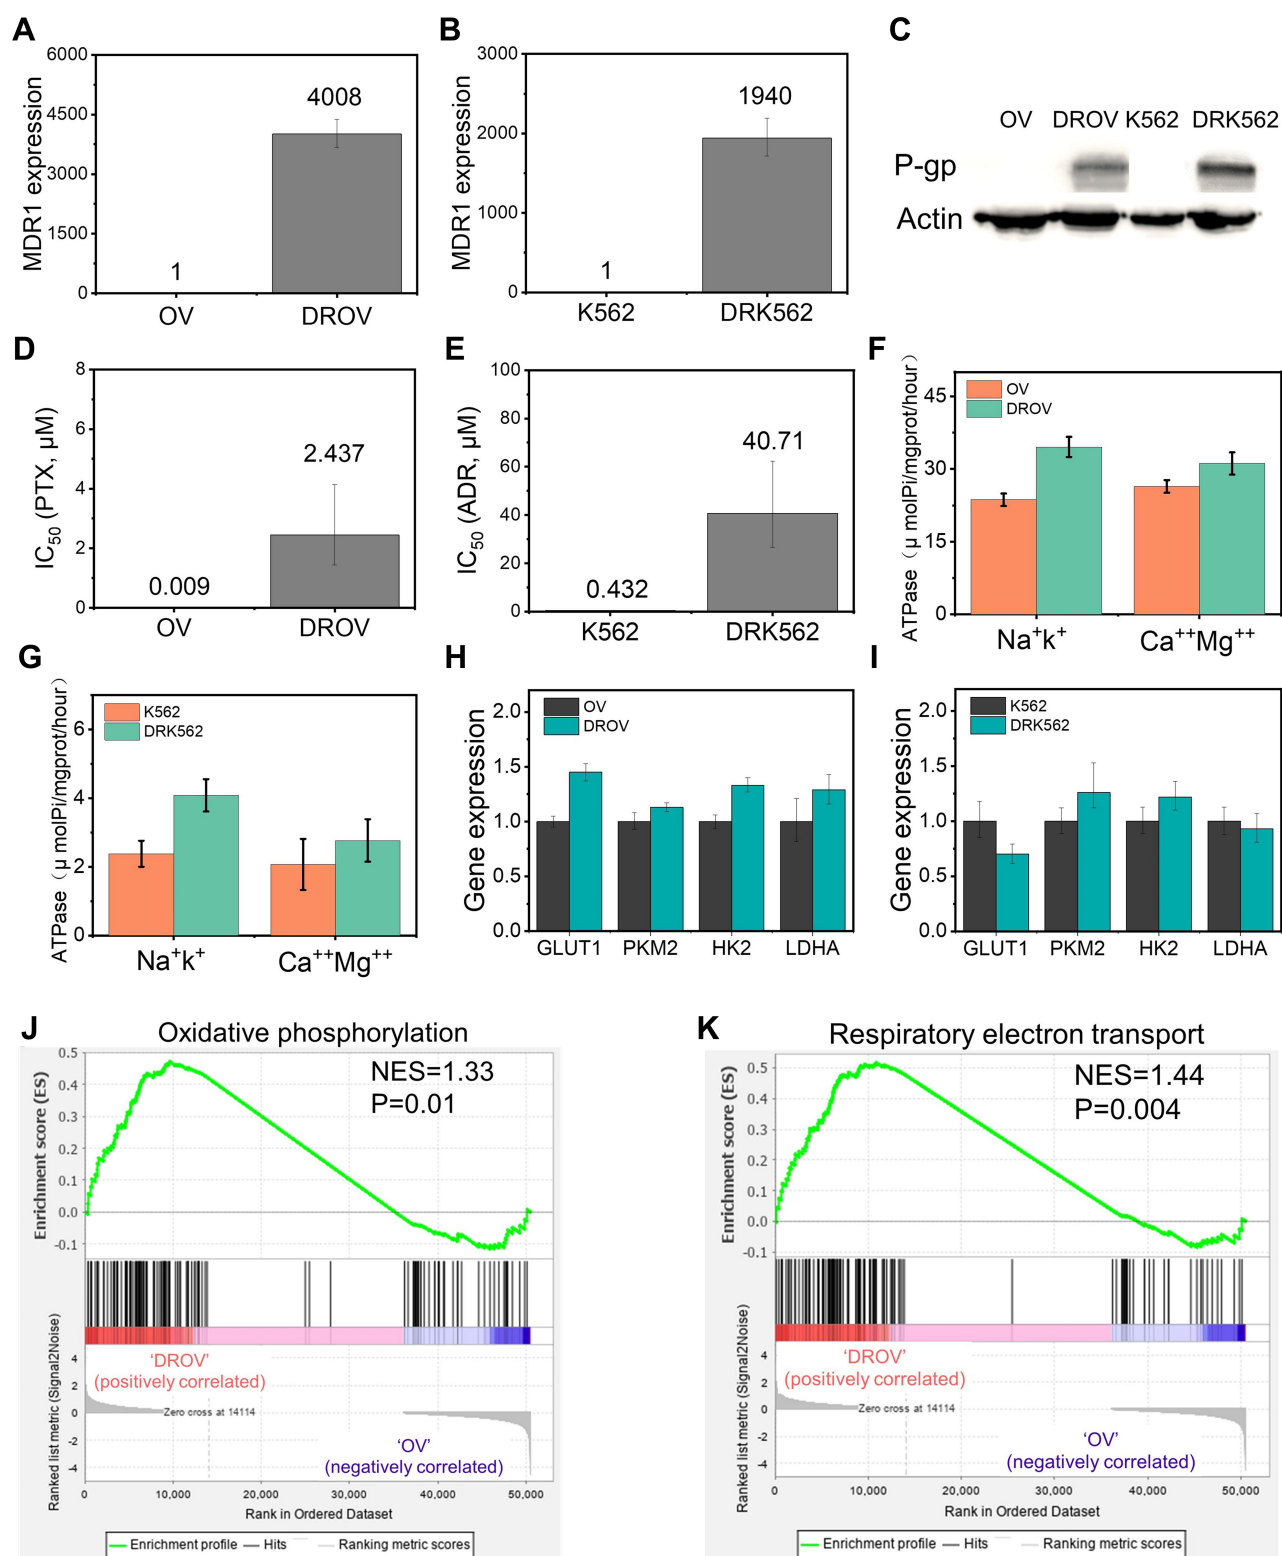 A
MDR1 expression
6000
4500
3000
1500
0
4008
1
OV
DROV
B
MDR1 expression
3000
2000
1000
0
1940
1
K562
DRK562
C
OV DROV K562 DRK562
P-gp
Actin
D
IC50 (PTX, μM)
8
6
4
2
0
2.437
0.009
OV
DROV
E
IC50 (ADR, μM)
100
80
60
40
20
0
40.71
0.432
K562
DRK562
F
ATPase（μ molPi/mgprot/hour）
45
30
15
0
OV
DROV
Na⁺k⁺
Ca⁺⁺Mg⁺⁺
G
ATPase（μ molPi/mgprot/hour）
6
4
2
0
K562
DRK562
Na⁺k⁺
Ca⁺⁺Mg⁺⁺
H
Gene expression
2.0
1.5
1.0
0.5
0.0
OV
DROV
GLUT1 PKM2 HK2 LDHA
I
Gene expression
2.0
1.5
1.0
0.5
0.0
K562
DRK562
GLUT1 PKM2 HK2 LDHA
J
Oxidative phosphorylation
NES=1.33
P=0.01
Enrichment score (ES)
0.5
0.4
0.3
0.2
0.1
0.0
-0.1
Ranked list metric (Signal2Noise)
4
2
0
-2
-4
‘DROV’
(positively correlated)
Zero cross at 14114
‘OV’
(negatively correlated)
0 10,000 20,000 30,000 40,000 50,000
Rank in Ordered Dataset
Enrichment profile Hits Ranking metric scores
K
Respiratory electron transport
NES=1.44
P=0.004
Enrichment score (ES)
0.5
0.4
0.3
0.2
0.1
0.0
-0.1
Ranked list metric (Signal2Noise)
4
2
0
-2
-4
‘DROV’
(positively correlated)
Zero cross at 14114
‘OV’
(negatively correlated)
0 10,000 20,000 30,000 40,000 50,000
Rank in Ordered Dataset
Enrichment profile Hits Ranking metric scores